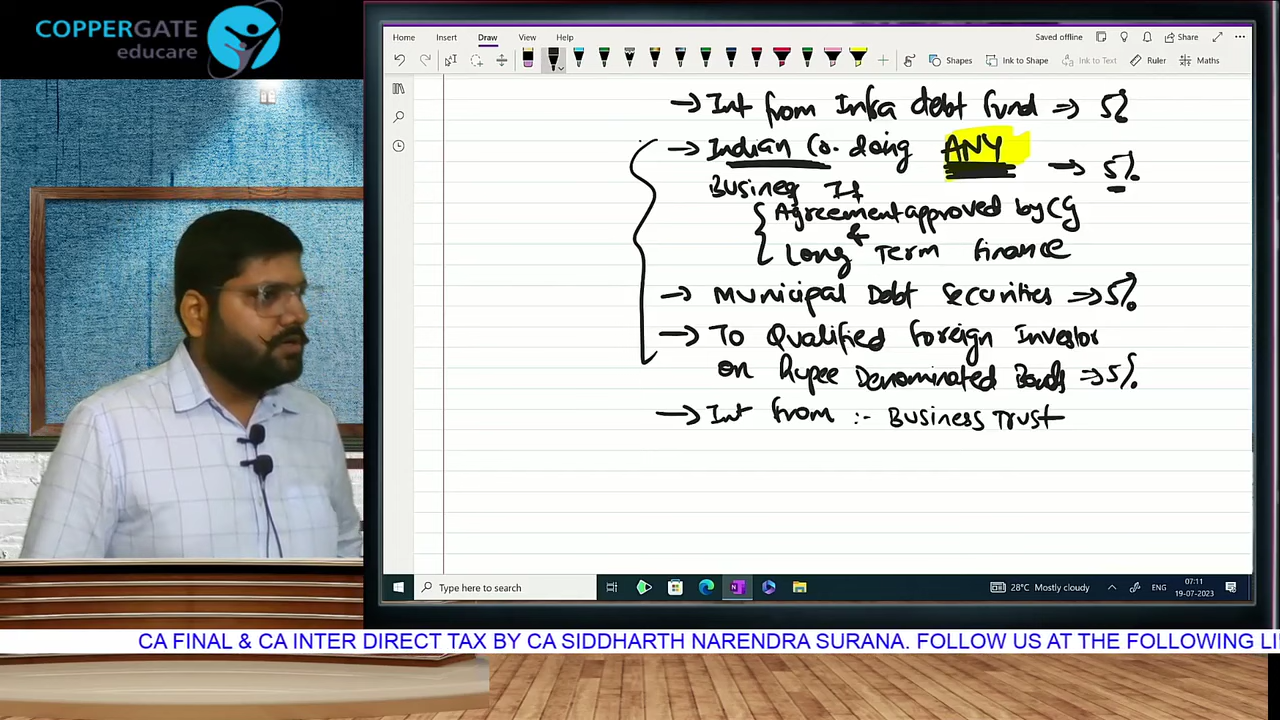 COPPERGATE
educare
Home Insert Draw View Help
Saved offline
Share
Shapes
Ink to Shape
Ink to Text
Ruler
Maths
→ Int from Infra debt fund ⇒ 5%
→ Indian Co. doing ANY → 5%
Business If
Agreement approved by CG
&
Long Term Finance
→ Municipal Debt Securities ⇒ 5%
→ To Qualified Foreign Investor
on Rupee Denominated Bonds ⇒ 5%
→ Int from :- Business Trust
Type here to search
28°C Mostly cloudy
ENG
07:11
19-07-2023
CA FINAL & CA INTER DIRECT TAX BY CA SIDDHARTH NARENDRA SURANA. FOLLOW US AT THE FOLLOWING LI